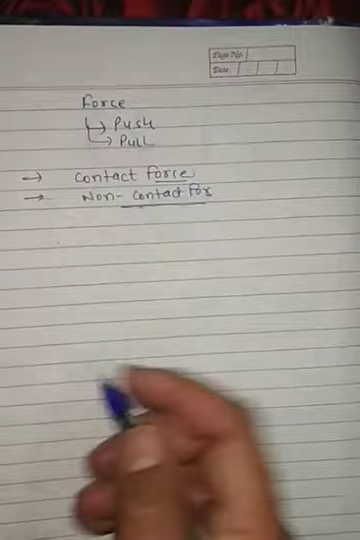 Page No.
Date
Force
Push
Pull
→ Contact force
→ Non-contact for